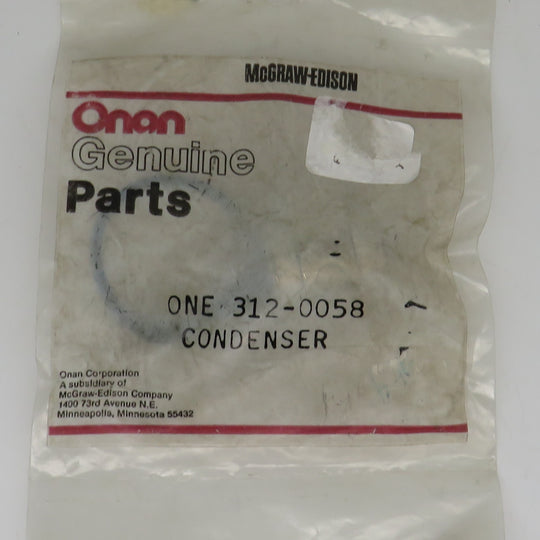 McGRAW-EDISON
Onan
Genuine
Parts
ONE 312-0058
CONDENSER
Onan Corporation
A subsidiary of
McGraw-Edison Company
1400 73rd Avenue N.E.
Minneapolis, Minnesota 55432